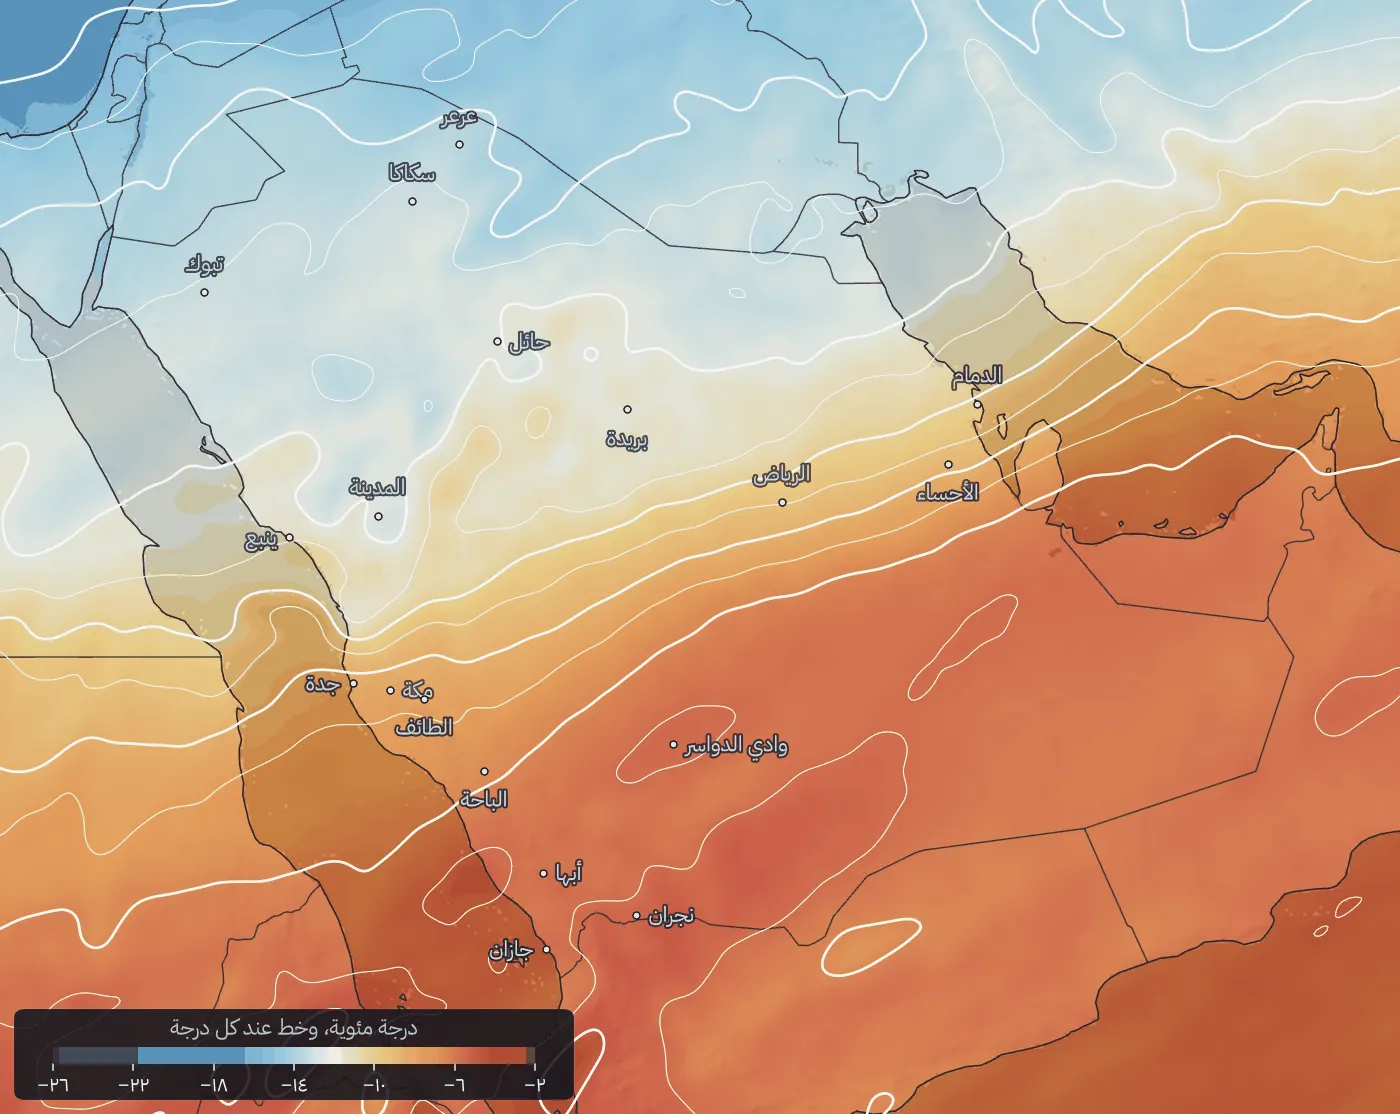 عرعر
سكاكا
تبوك
حائل
الدمام
بريدة
الرياض
المدينة
الأحساء
ينبع
جدة
مكة
الطائف
وادي الدواسر
الباحة
أبها
نجران
جازان
درجة مئوية، وخط عند كل درجة
−٢٦ −٢٢ −١٨ −١٤ −١٠ −٦ −٢